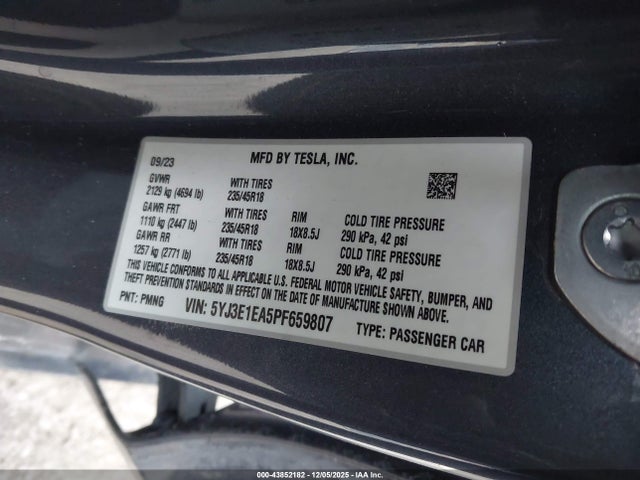 MFD BY TESLA, INC.
09/23
GVWR WITH TIRES
2129 kg (4694 lb) 235/45R18
GAWR FRT WITH TIRES RIM COLD TIRE PRESSURE
1110 kg (2447 lb) 235/45R18 18X8.5J 290 kPa, 42 psi
GAWR RR WITH TIRES RIM COLD TIRE PRESSURE
1257 kg (2771 lb) 235/45R18 18X8.5J 290 kPa, 42 psi
THIS VEHICLE CONFORMS TO ALL APPLICABLE U.S. FEDERAL MOTOR VEHICLE SAFETY, BUMPER, AND
THEFT PREVENTION STANDARDS IN EFFECT ON THE DATE OF MANUFACTURE SHOWN ABOVE.
PNT: PMNG VIN: 5YJ3E1EA5PF659807 TYPE: PASSENGER CAR
000-43852182 - 12/05/2025 - IAAI.COM